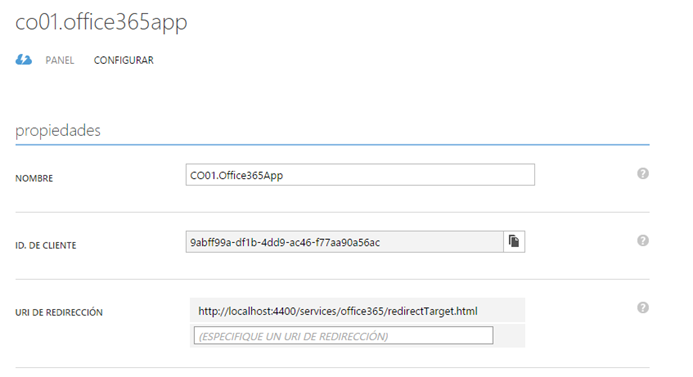 co01.office365app
PANEL CONFIGURAR
propiedades
NOMBRE CO01.Office365App
ID. DE CLIENTE 9abff99a-df1b-4dd9-ac46-f77aa90a56ac
URI DE REDIRECCIÓN http://localhost:4400/services/office365/redirectTarget.html
(ESPECIFIQUE UN URI DE REDIRECCIÓN)